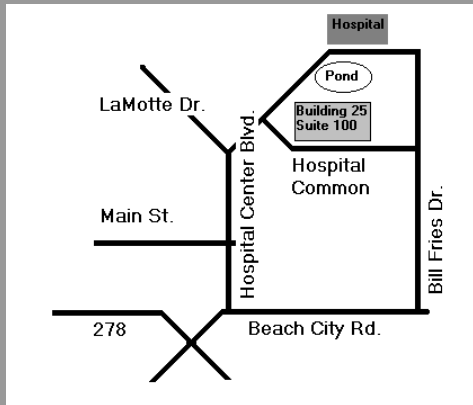 Hospital
Pond
LaMotte Dr.
Building 25
Suite 100
Hospital Center Blvd.
Hospital
Common
Main St.
Bill Fries Dr.
278
Beach City Rd.